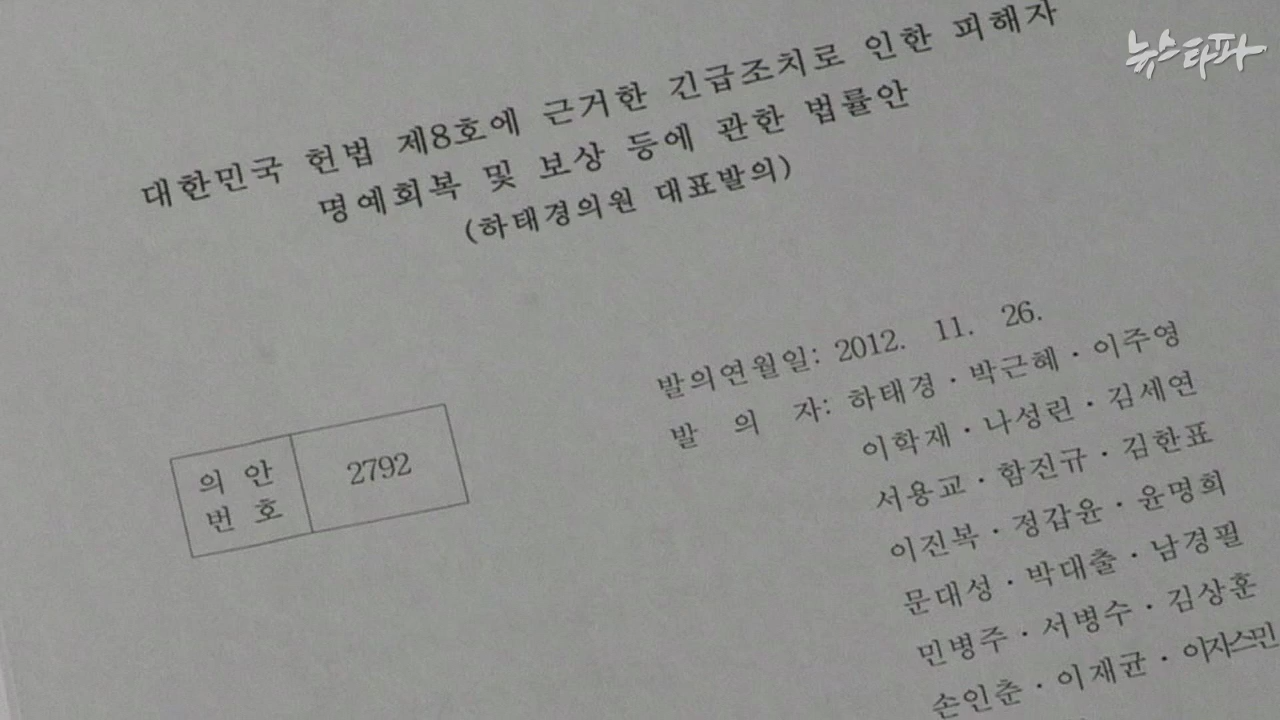 뉴스타파
대한민국 헌법 제8호에 근거한 긴급조치로 인한 피해자
명예회복 및 보상 등에 관한 법률안
(하태경의원 대표발의)
의 안
번 호
2792
발의연월일: 2012. 11. 26.
발 의 자: 하태경·박근혜·이주영
이학재·나성린·김세연
서용교·함진규·김한표
이진복·정갑윤·윤명희
문대성·박대출·남경필
민병주·서병수·김상훈
손인춘·이재균·이자스민